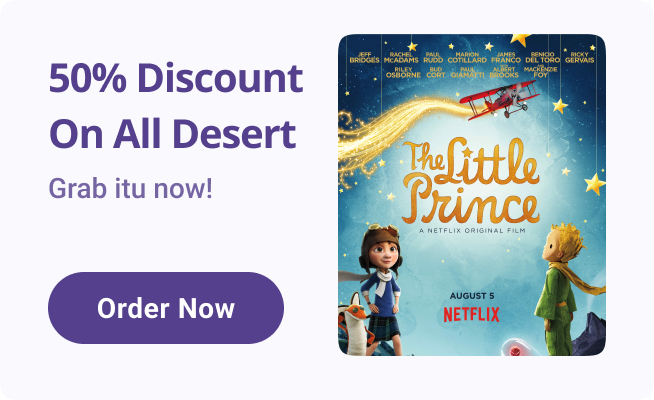 50% Discount
On All Desert
Grab itu now!
Order Now
JEFF BRIDGES RACHEL McADAMS PAUL RUDD MARION COTILLARD JAMES FRANCO BENICIO DEL TORO RICKY GERVAIS
RILEY OSBORNE BUD CORT PAUL GIAMATTI ALBERT BROOKS MACKENZIE FOY
The Little
Prince
A NETFLIX ORIGINAL FILM
AUGUST 5
NETFLIX